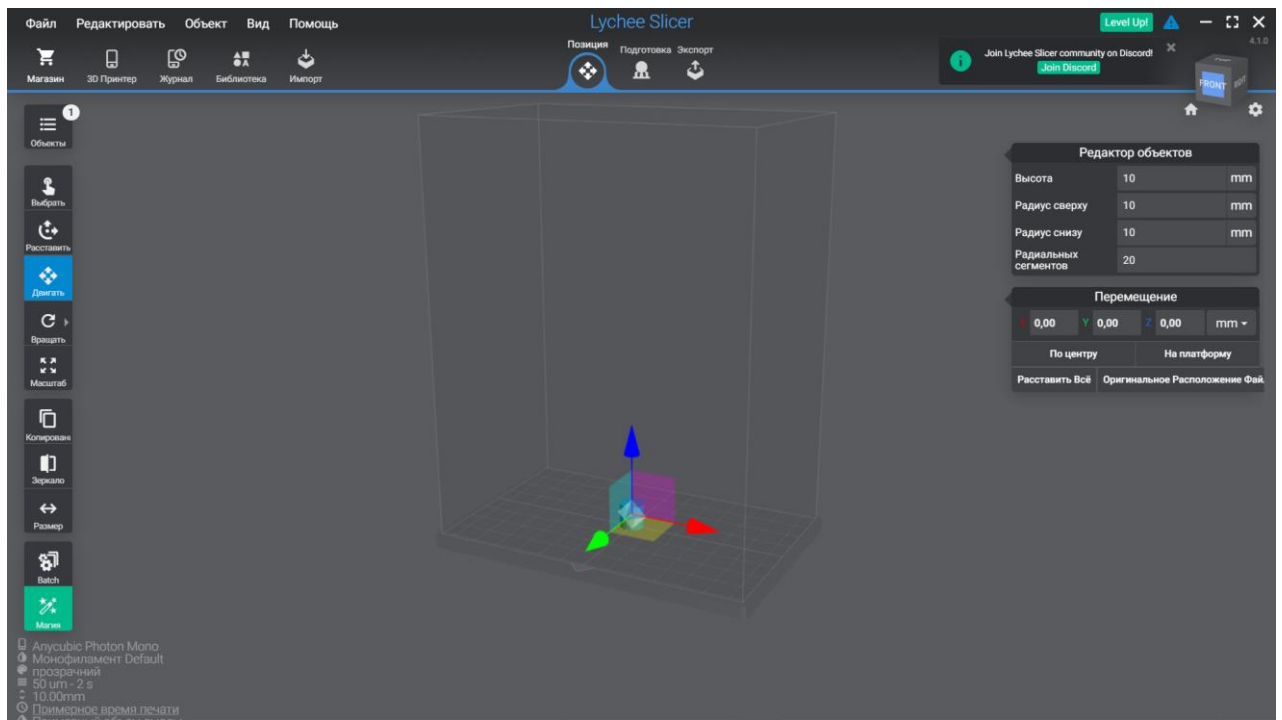 Файл Редактировать Объект Вид Помощь
Lychee Slicer
Level Up!
Магазин 3D Принтер Журнал Библиотека Импорт
Позиция Подготовка Экспорт
Join Lychee Slicer community on Discord!
Join Discord
4.1.0
FRONT
1
Объекты
Выбрать
Расставить
Двигать
Вращать
Масштаб
Копировани
Зеркало
Размер
Batch
Магия
Редактор объектов
Высота 10 mm
Радиус сверху 10 mm
Радиус снизу 10 mm
Радиальных
сегментов 20
Перемещение
X 0,00 Y 0,00 Z 0,00 mm
По центру На платформу
Расставить Всё Оригинальное Расположение Фай
Anycubic Photon Mono
Монофиламент Default
прозрачный
50 um - 2 s
10.00mm
Примерное время печати